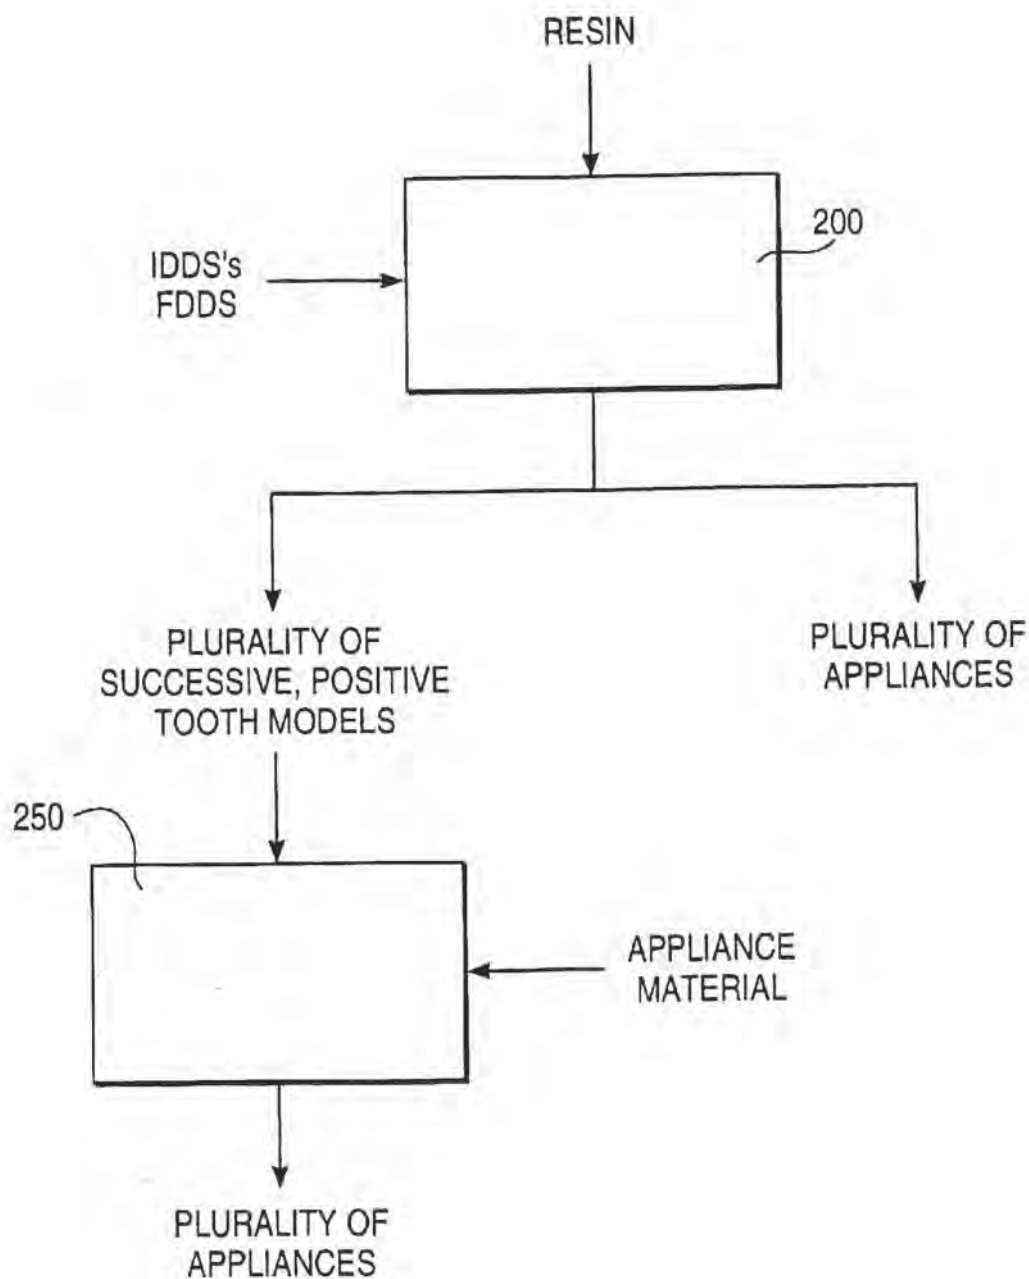 RESIN
200
IDDS's
FDDS
PLURALITY OF
SUCCESSIVE, POSITIVE
TOOTH MODELS
PLURALITY OF
APPLIANCES
250
APPLIANCE
MATERIAL
PLURALITY OF
APPLIANCES